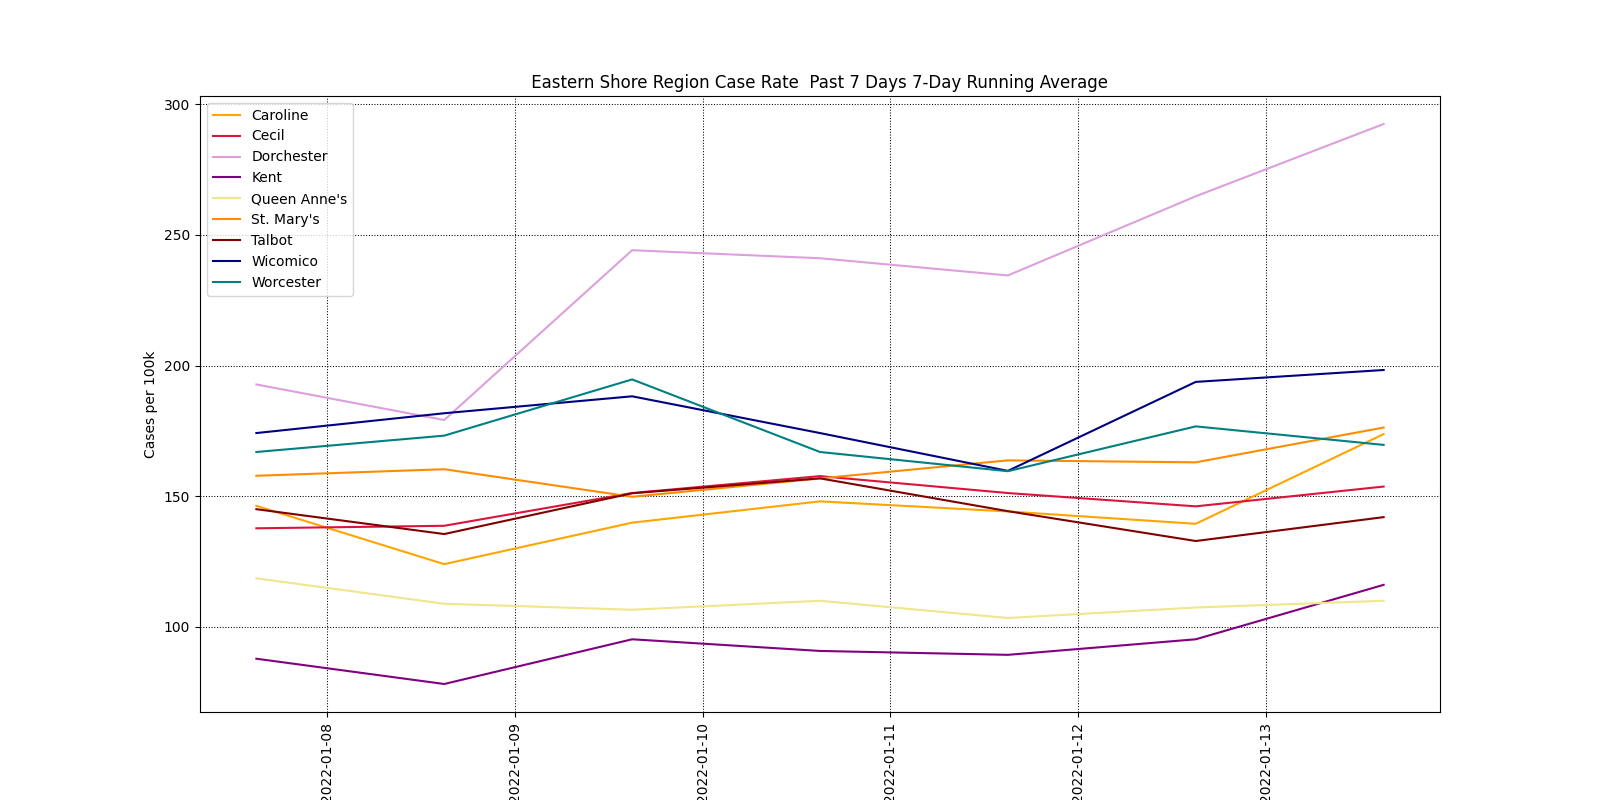 Eastern Shore Region Case Rate  Past 7 Days 7-Day Running Average
300
250
200
150
100
Cases per 100k
Caroline
Cecil
Dorchester
Kent
Queen Anne's
St. Mary's
Talbot
Wicomico
Worcester
2022-01-08
2022-01-09
2022-01-10
2022-01-11
2022-01-12
2022-01-13